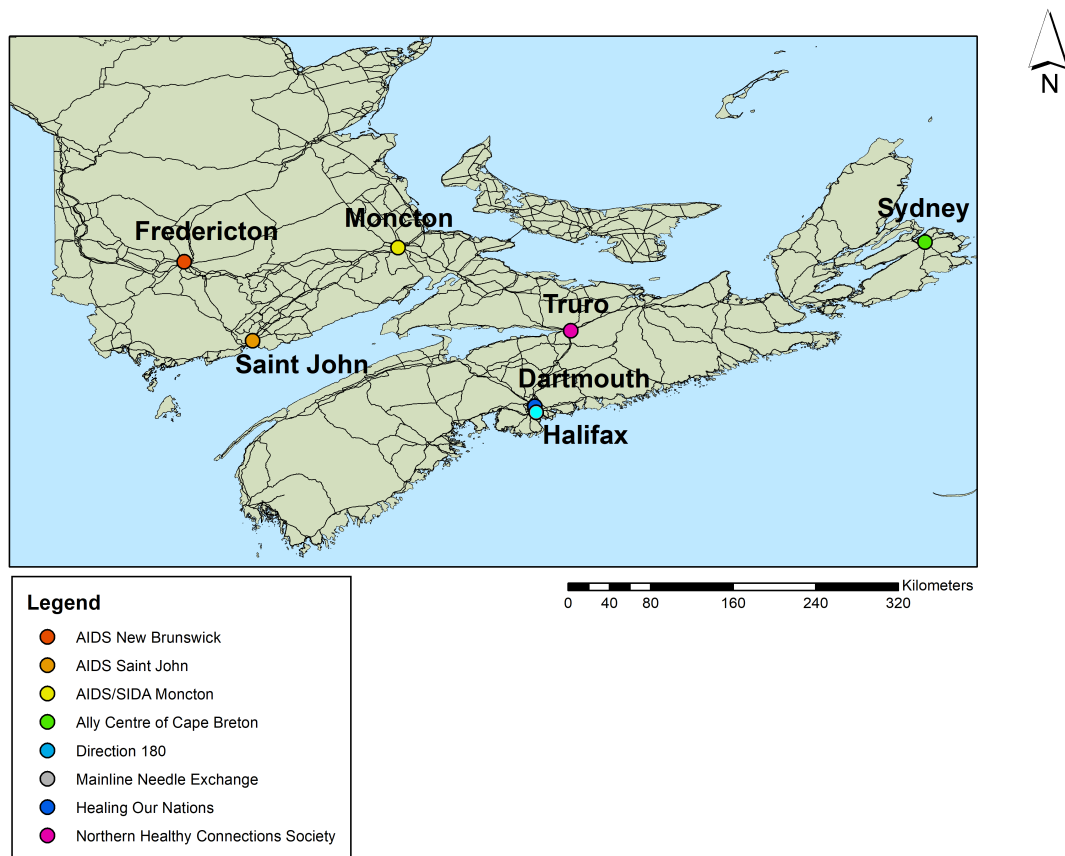 N
Sydney
Moncton
Fredericton
Truro
Saint John
Dartmouth
Halifax
Kilometers
0 40 80 160 240 320
Legend
AIDS New Brunswick
AIDS Saint John
AIDS/SIDA Moncton
Ally Centre of Cape Breton
Direction 180
Mainline Needle Exchange
Healing Our Nations
Northern Healthy Connections Society